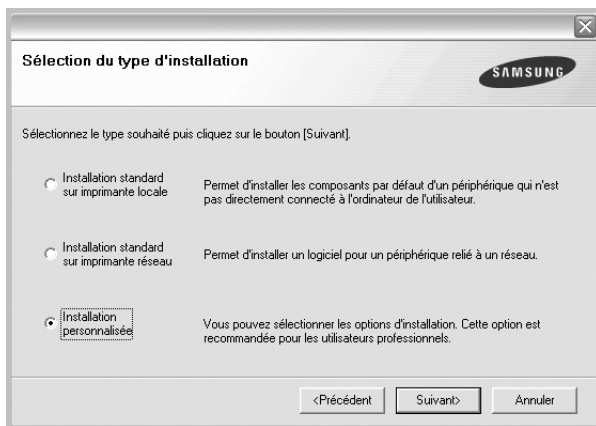 Sélection du type d'installation
SAMSUNG
Sélectionnez le type souhaité puis cliquez sur le bouton [Suivant].
Installation standard
sur imprimante locale
Permet d'installer les composants par défaut d'un périphérique qui n'est
pas directement connecté à l'ordinateur de l'utilisateur.
Installation standard
sur imprimante réseau
Permet d'installer un logiciel pour un périphérique relié à un réseau.
Installation
personnalisée
Vous pouvez sélectionner les options d'installation. Cette option est
recommandée pour les utilisateurs professionnels.
<Précédent
Suivant>
Annuler